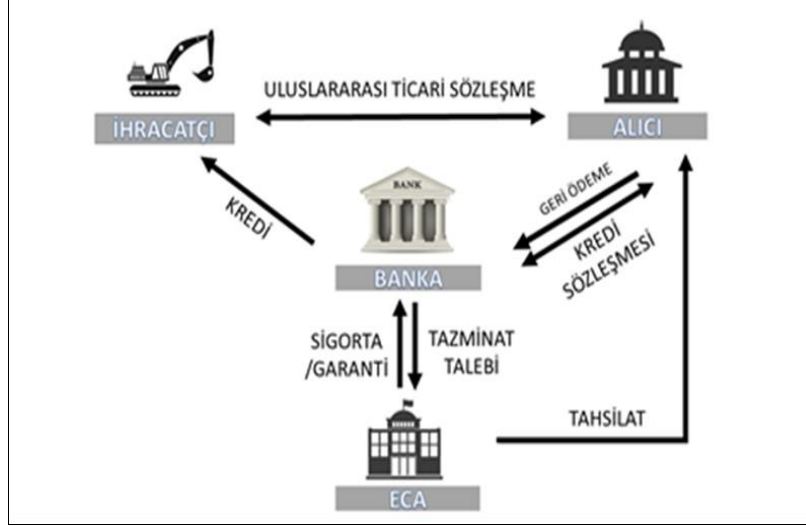 ULUSLARARASI TİCARİ SÖZLEŞME
İHRACATÇI
ALICI
KREDİ
BANK
GERİ ÖDEME
KREDİ
SÖZLEŞMESİ
BANKA
SİGORTA
/GARANTİ
TAZMİNAT
TALEBİ
TAHSİLAT
ECA